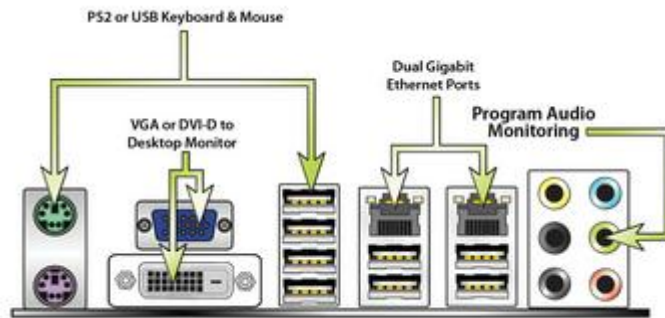 PS2 or USB Keyboard & Mouse
Dual Gigabit
Ethernet Ports
Program Audio
Monitoring
VGA or DVI-D to
Desktop Monitor